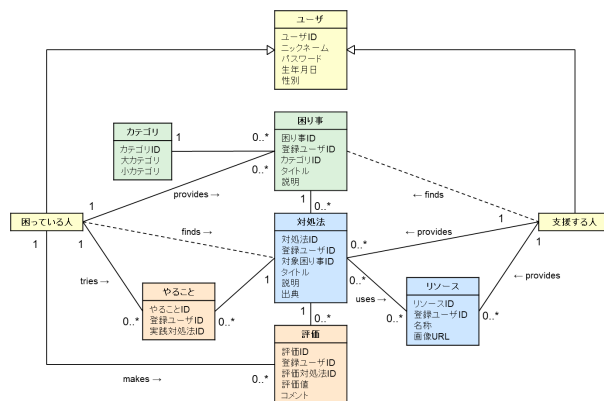 ユーザ
ユーザID
ニックネーム
パスワード
生年月日
性別
カテゴリ
カテゴリID
大カテゴリ
小カテゴリ
1
0..*
0..*
困り事
困り事ID
登録ユーザID
カテゴリID
タイトル
説明
provides →
← finds
1
1
0..*
1
困っている人
支援する人
1
1
1
finds →
← provides
対処法
対処法ID
登録ユーザID
対象困り事ID
タイトル
説明
出典
0..*
0..*
1
← provides
tries →
uses →
やること
やることID
登録ユーザID
実践対処法ID
0..*
リソース
リソースID
登録ユーザID
名称
画像URL
0..*
0..*
1
0..*
評価
評価ID
登録ユーザID
評価対処法ID
評価値
コメント
makes →
0..*